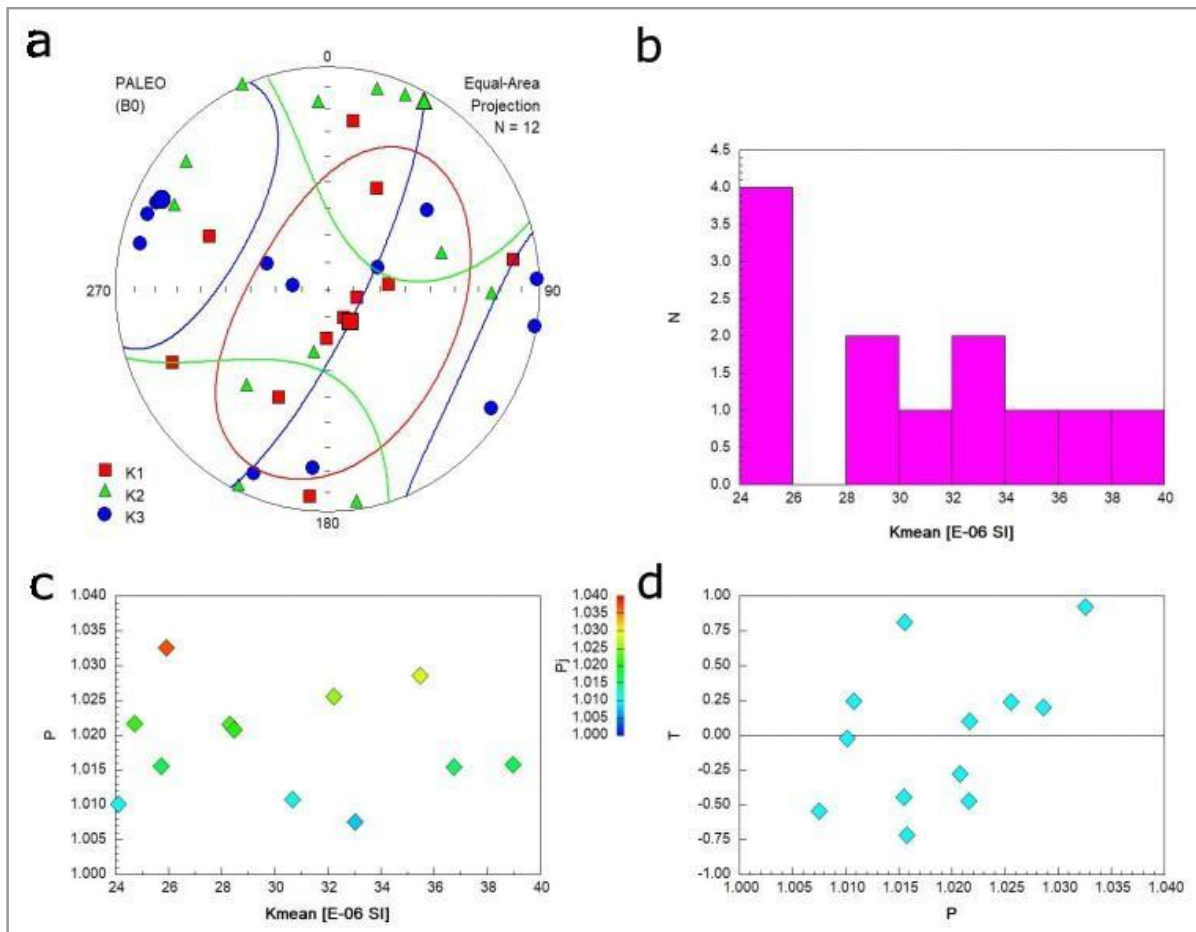 a
0
PALEO
(B0)
Equal-Area
Projection
N = 12
270
90
180
K1
K2
K3
b
4.5
4.0
3.5
3.0
2.5
2.0
1.5
1.0
0.5
0.0
N
24 26 28 30 32 34 36 38 40
Kmean [E-06 SI]
c
1.040
1.035
1.030
1.025
1.020
1.015
1.010
1.005
1.000
P
24 26 28 30 32 34 36 38 40
Kmean [E-06 SI]
Pj
1.040
1.035
1.030
1.025
1.020
1.015
1.010
1.005
1.000
d
1.00
0.75
0.50
0.25
0.00
-0.25
-0.50
-0.75
-1.00
T
1.000 1.005 1.010 1.015 1.020 1.025 1.030 1.035 1.040
P